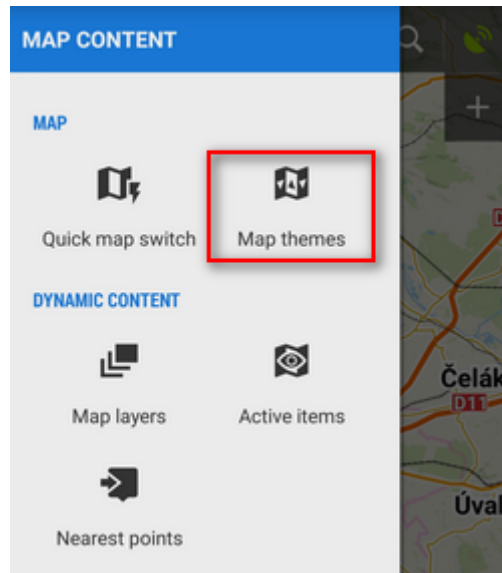 MAP CONTENT
MAP
Quick map switch
Map themes
DYNAMIC CONTENT
Map layers
Active items
Čelák
D11
Úval
Nearest points